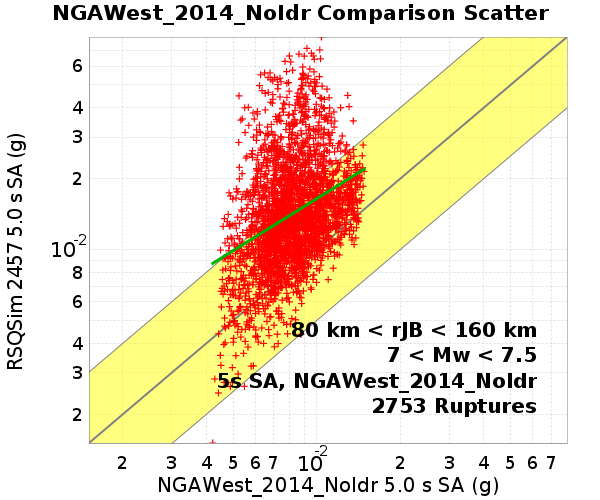 NGAWest_2014_NoIdr Comparison Scatter
6
4
3
2
10-2
8
6
4
3
2
RSQSim 2457 5.0 s SA (g)
80 km < rJB < 160 km
7 < Mw < 7.5
5s SA, NGAWest_2014_NoIdr
2753 Ruptures
2 3 4 5 6 7 10-2 2 3 4 5 6 7
NGAWest_2014_NoIdr 5.0 s SA (g)